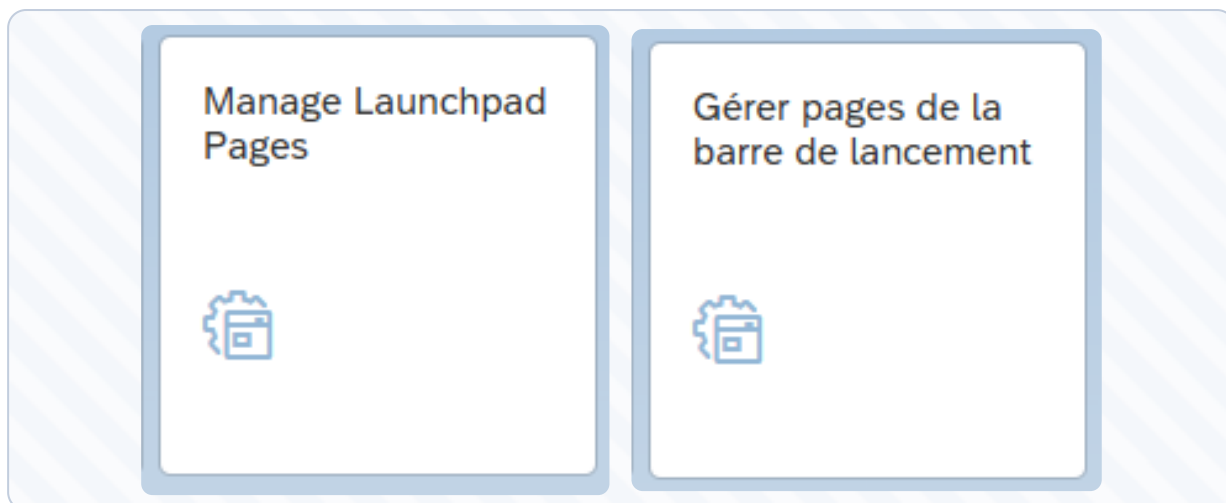 Manage Launchpad
Pages
Gérer pages de la
barre de lancement